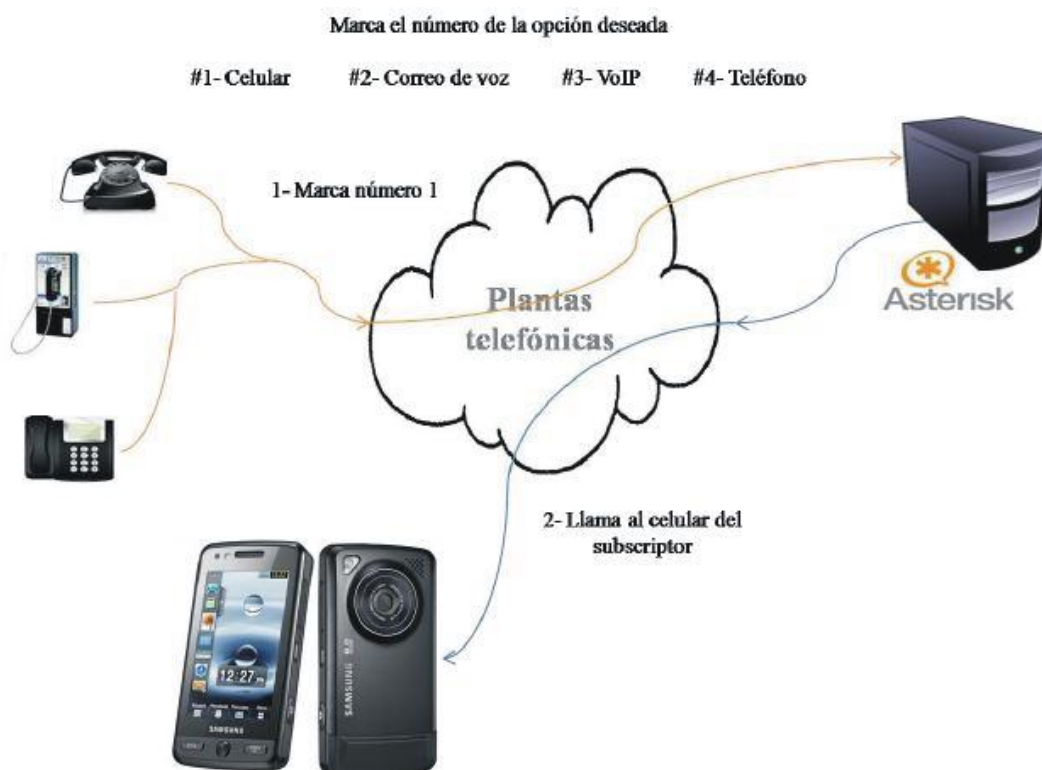 Marca el número de la opción deseada
#1- Celular #2- Correo de voz #3- VoIP #4- Teléfono
1- Marca número 1
Plantas
telefónicas
Asterisk
2- Llama al celular del
subscriptor
12:27
SAMSUNG
SAMSUNG